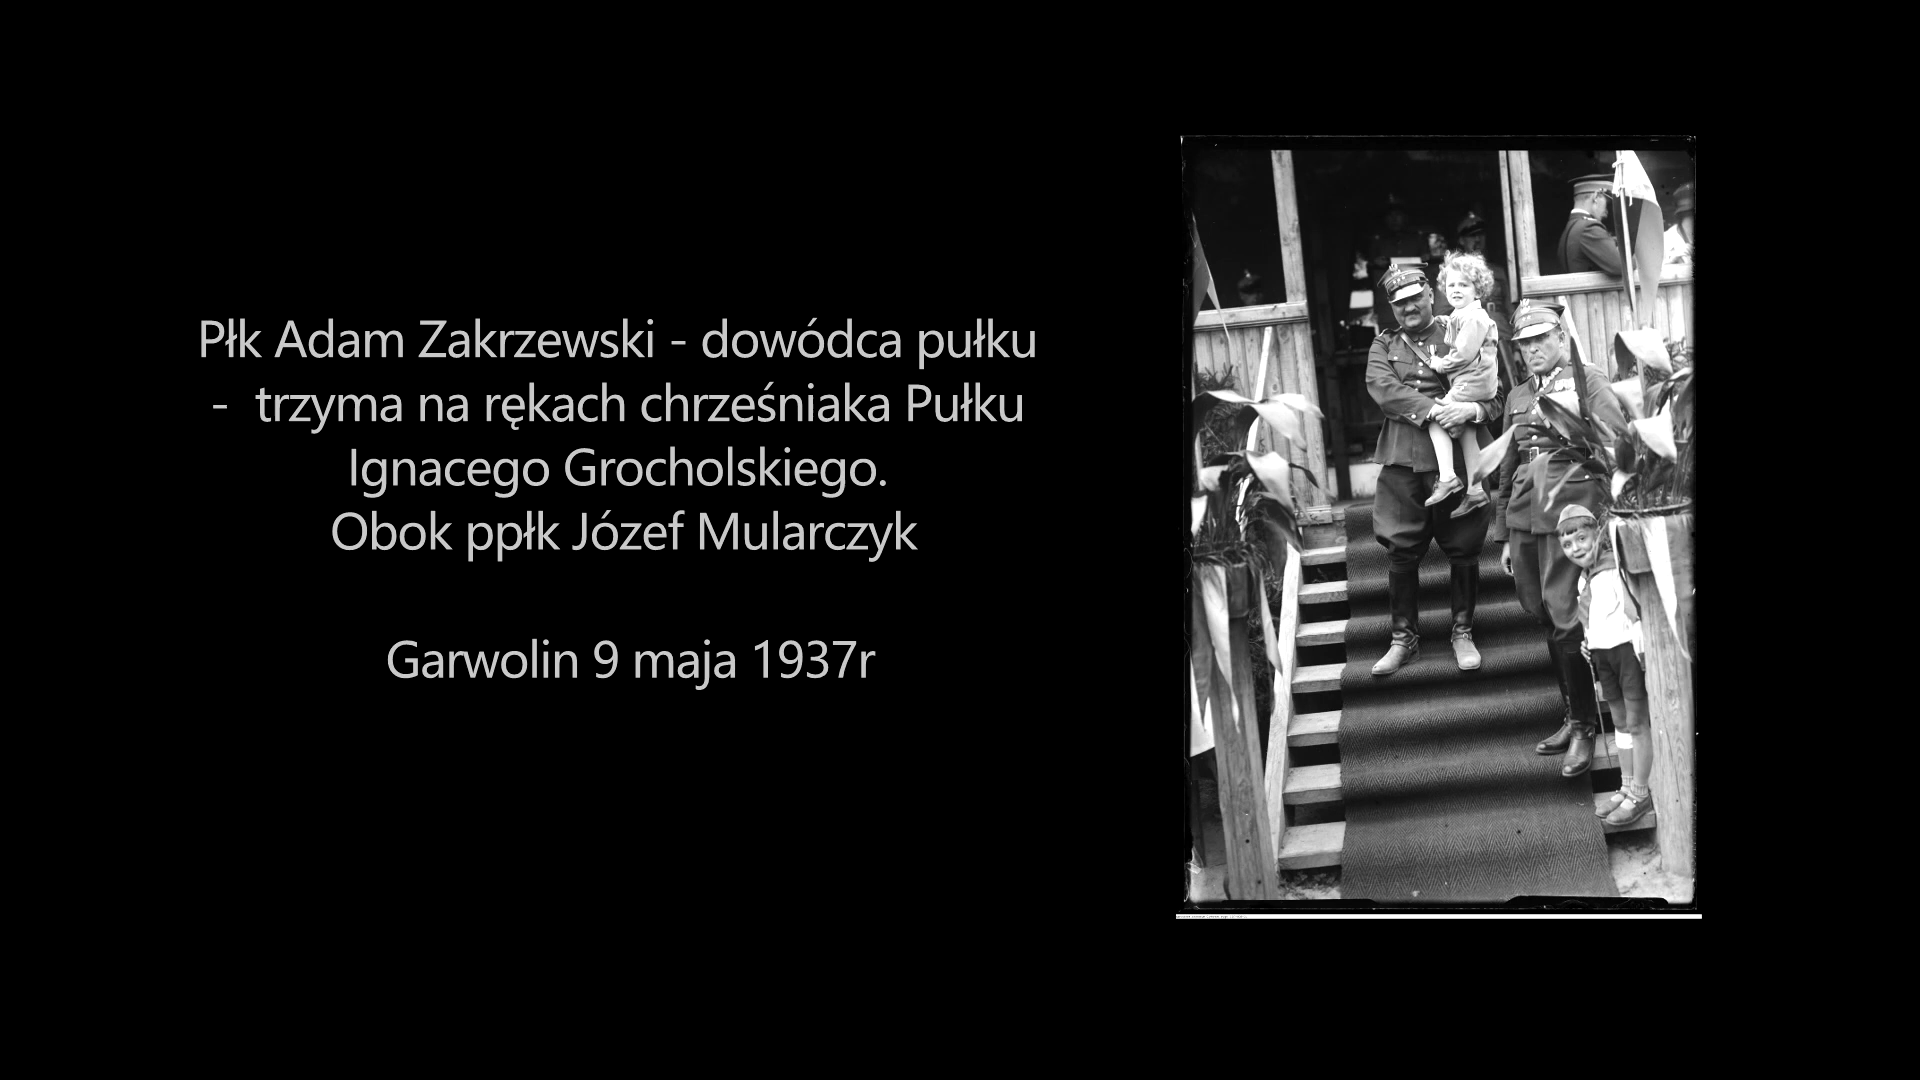 Płk Adam Zakrzewski - dowódca pułku
-  trzyma na rękach chrześniaka Pułku
Ignacego Grocholskiego.
Obok ppłk Józef Mularczyk
Garwolin 9 maja 1937r